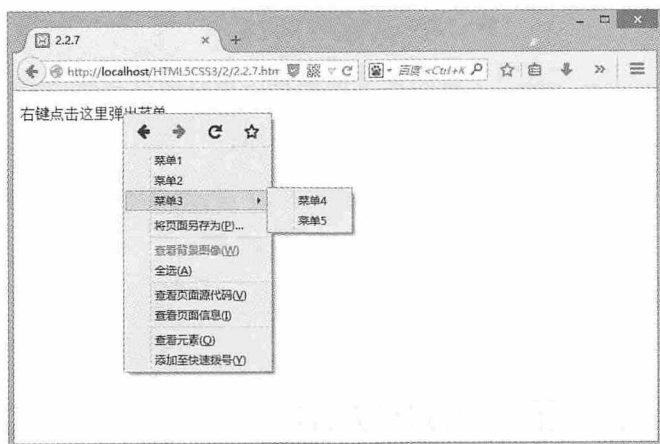 2.2.7
http://localhost/HTML5CSS3/2/2.2.7.htm
百度 <Ctrl+K
右键点击这里弹出菜单
菜单1
菜单2
菜单3
菜单4
菜单5
将页面另存为(P)...
查看背景图像(W)
全选(A)
查看页面源代码(V)
查看页面信息(I)
查看元素(Q)
添加至快速拨号(Y)